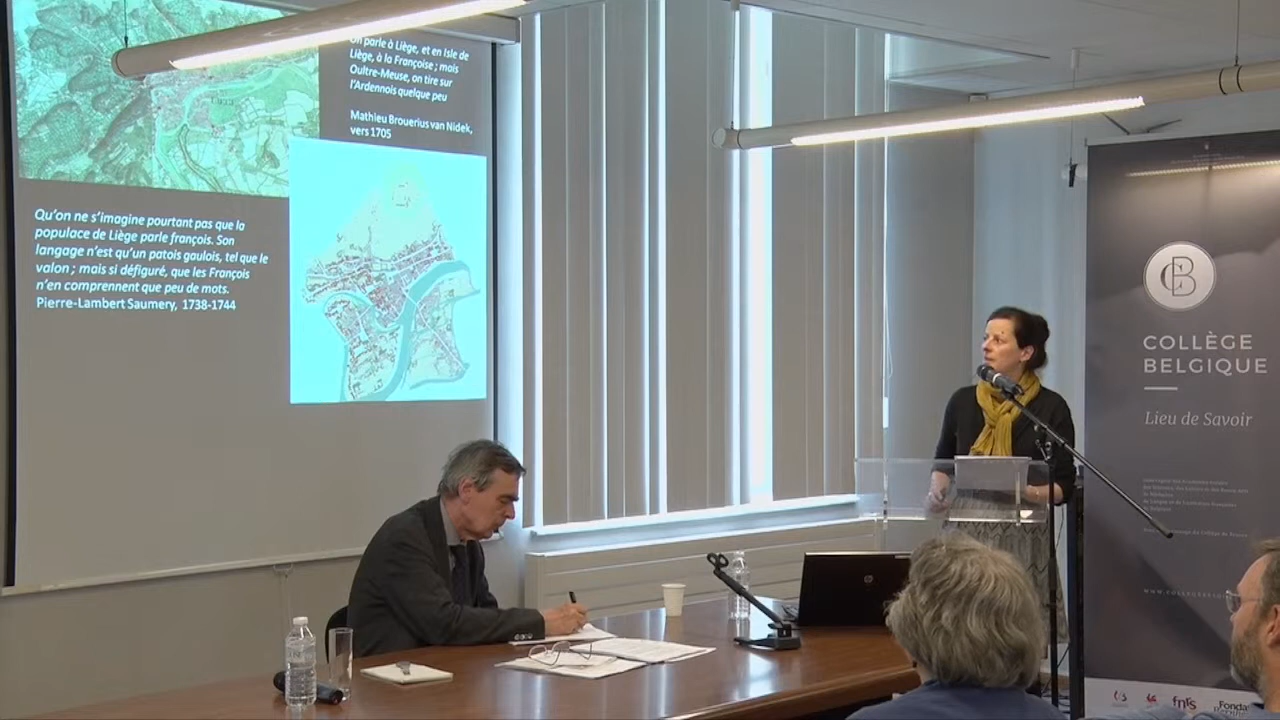 On parle à Liège, et en Isle de
Liège, à la Françoise ; mais
Oultre-Meuse, on tire sur
l'Ardennois quelque peu
Mathieu Brouerius van Nidek,
vers 1705
Qu'on ne s'imagine pourtant pas que la
populace de Liège parle françois. Son
langage n'est qu'un patois gaulois, tel que le
valon ; mais si défiguré, que les François
n'en comprennent que peu de mots.
Pierre-Lambert Saumery, 1738-1744
CB
COLLÈGE
BELGIQUE
Lieu de Savoir
hp
fnrs